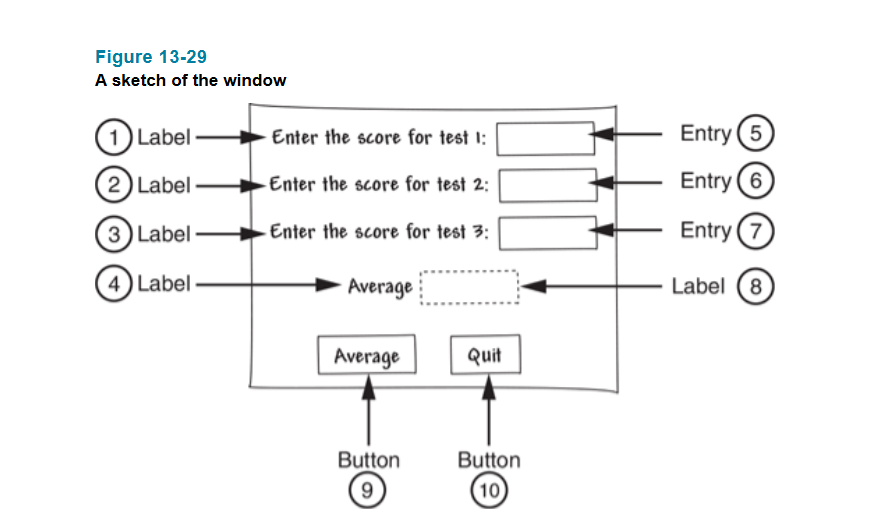 Figure 13-29
A sketch of the window
1 Label Enter the score for test 1: Entry 5
2 Label Enter the score for test 2: Entry 6
3 Label Enter the score for test 3: Entry 7
4 Label Average Label 8
Average Quit
Button Button
9 10